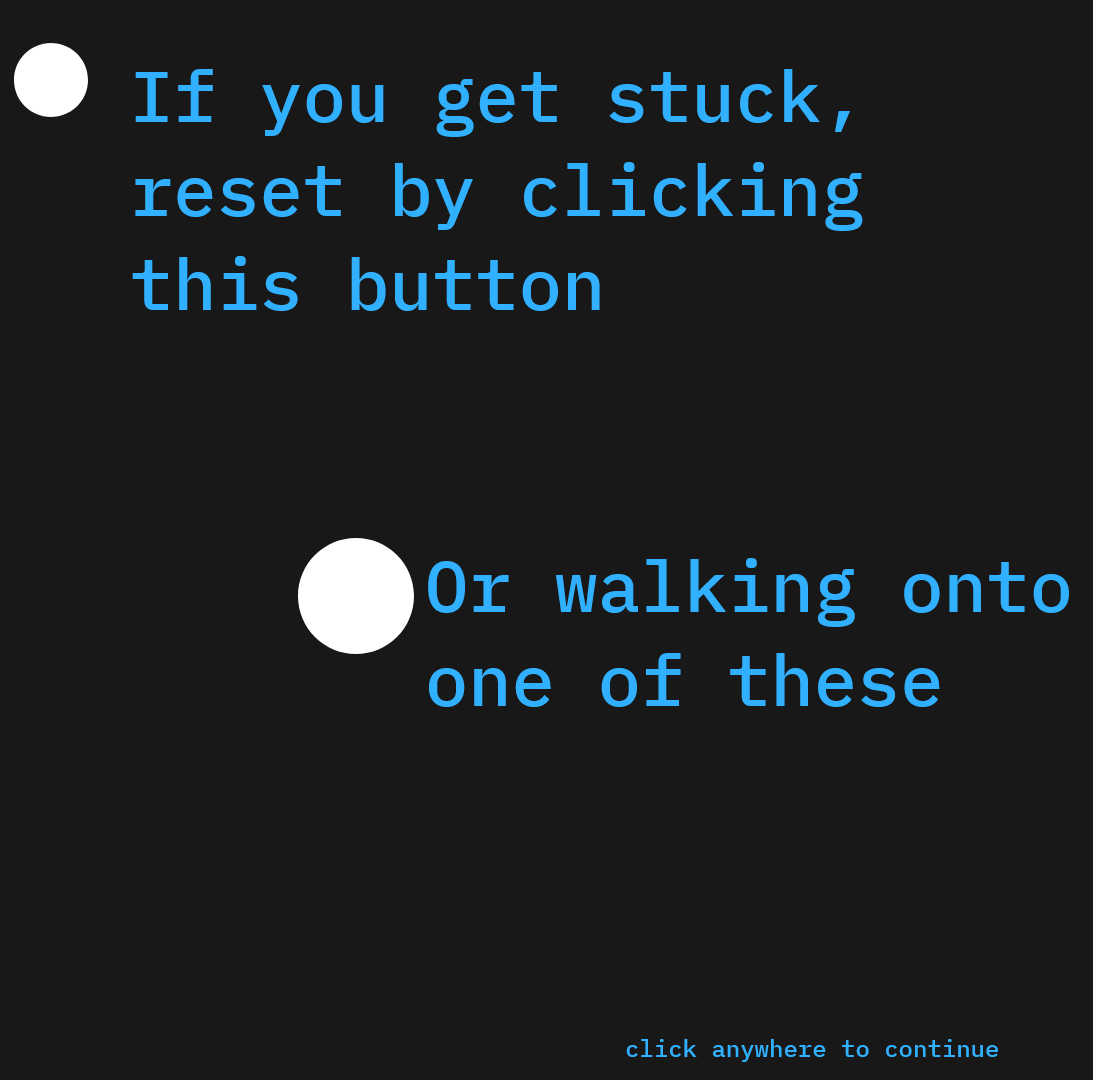 If you get stuck,
reset by clicking
this button
Or walking onto
one of these
click anywhere to continue